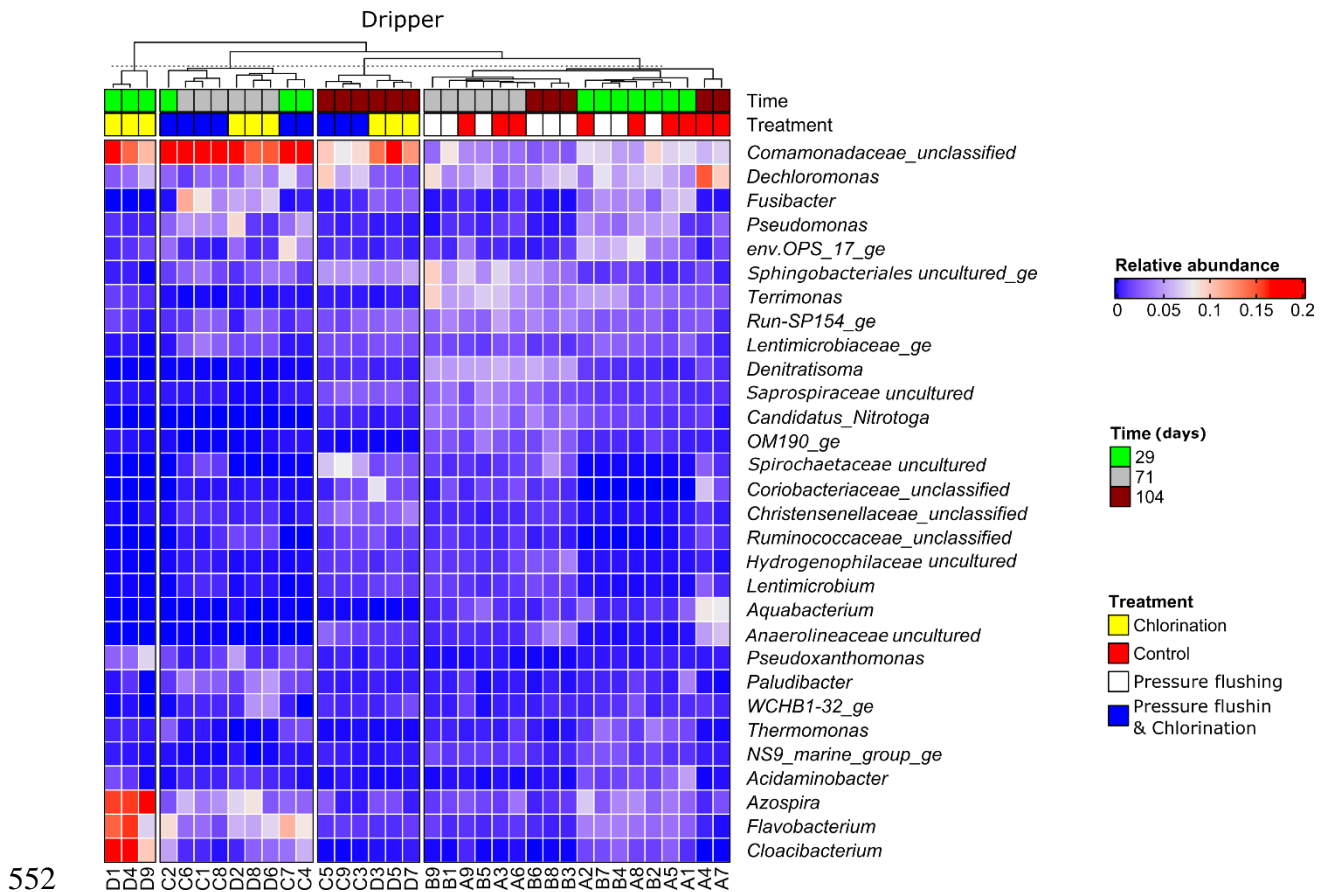 Dripper
Time
Treatment
Comamonadaceae_unclassified
Dechloromonas
Fusibacter
Pseudomonas
env.OPS_17_ge
Sphingobacteriales uncultured_ge
Terrimonas
Run-SP154_ge
Lentimicrobiaceae_ge
Denitratisoma
Saprospiraceae uncultured
Candidatus_Nitrotoga
OM190_ge
Spirochaetaceae uncultured
Coriobacteriaceae_unclassified
Christensenellaceae_unclassified
Ruminococcaceae_unclassified
Hydrogenophilaceae uncultured
Lentimicrobium
Aquabacterium
Anaerolineaceae uncultured
Pseudoxanthomonas
Paludibacter
WCHB1-32_ge
Thermomonas
NS9_marine_group_ge
Acidaminobacter
Azospira
Flavobacterium
Cloacibacterium
D1 D4 D9 C2 C6 C1 C8 D2 D8 D6 C7 C4 C5 C9 C3 D3 D5 D7 B9 B1 A9 B5 A3 A6 B6 B8 B3 A2 B7 B4 A8 B2 A5 A1 A4 A7
Relative abundance
0 0.05 0.1 0.15 0.2
Time (days)
29
71
104
Treatment
Chlorination
Control
Pressure flushing
Pressure flushin
& Chlorination
552